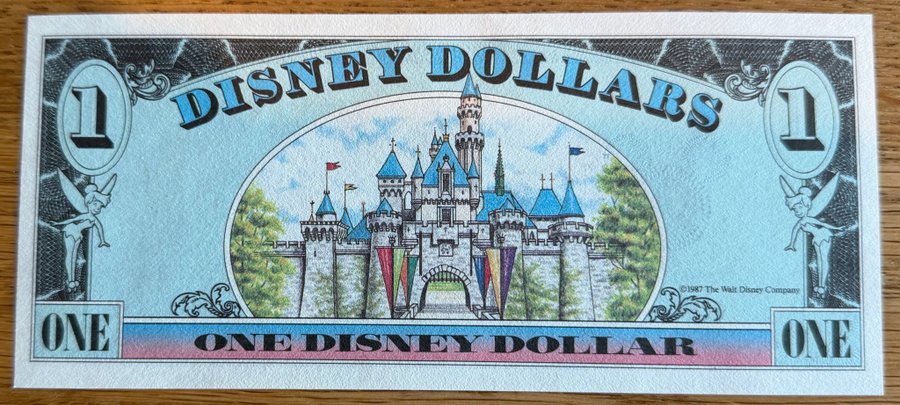 DISNEY DOLLARS
1
1
©1987 The Walt Disney Company
ONE
ONE DISNEY DOLLAR
ONE